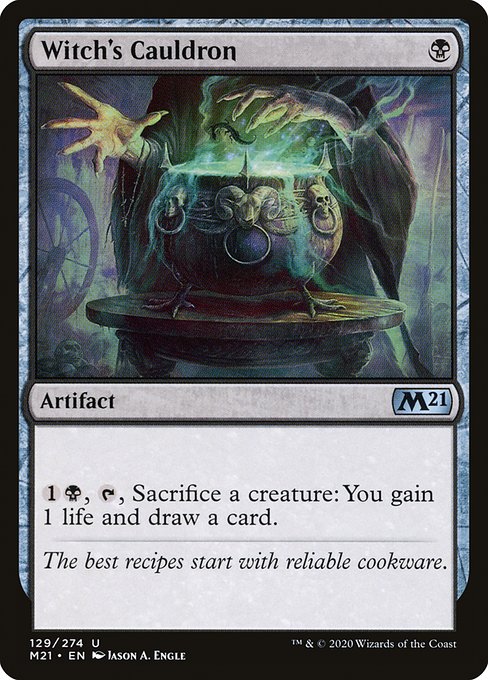 Witch's Cauldron
Artifact
M21
1, Sacrifice a creature: You gain
1 life and draw a card.
The best recipes start with reliable cookware.
129/274 U
™ & © 2020 Wizards of the Coast
M21 • EN Jason A. Engle